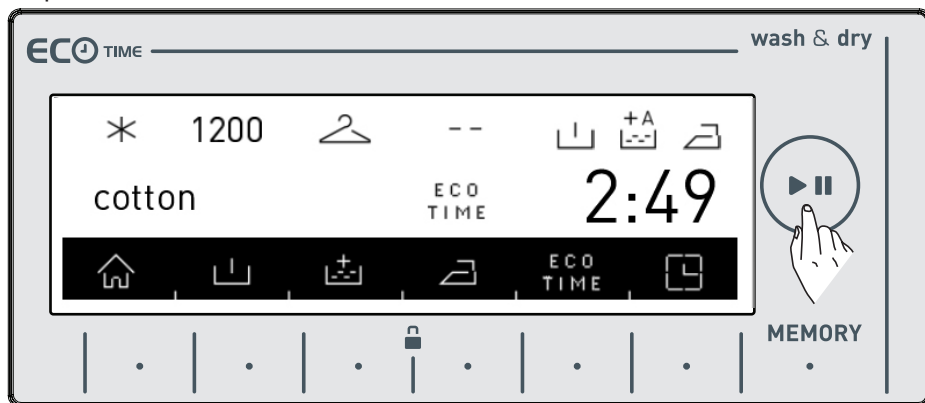 ECO TIME
wash & dry
1200
--
+A
cotton
ECO
TIME
2:49
ECO
TIME
MEMORY